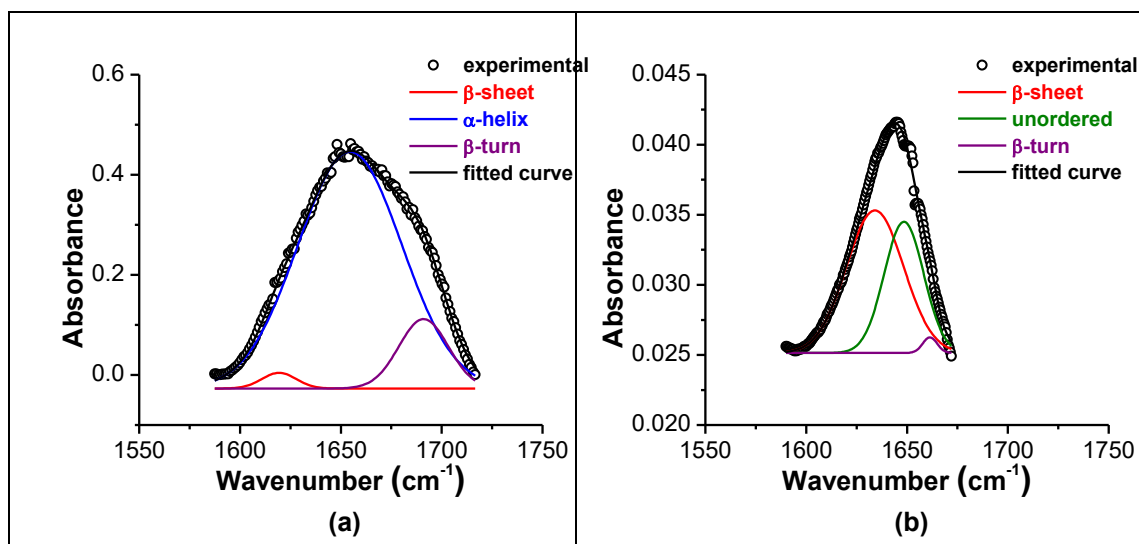 0.6
0.4
0.2
0.0
Absorbance
experimental
β-sheet
α-helix
β-turn
fitted curve
1550 1600 1650 1700 1750
Wavenumber (cm⁻¹)
(a)
0.045
0.040
0.035
0.030
0.025
0.020
Absorbance
experimental
β-sheet
unordered
β-turn
fitted curve
1550 1600 1650 1700 1750
Wavenumber (cm⁻¹)
(b)